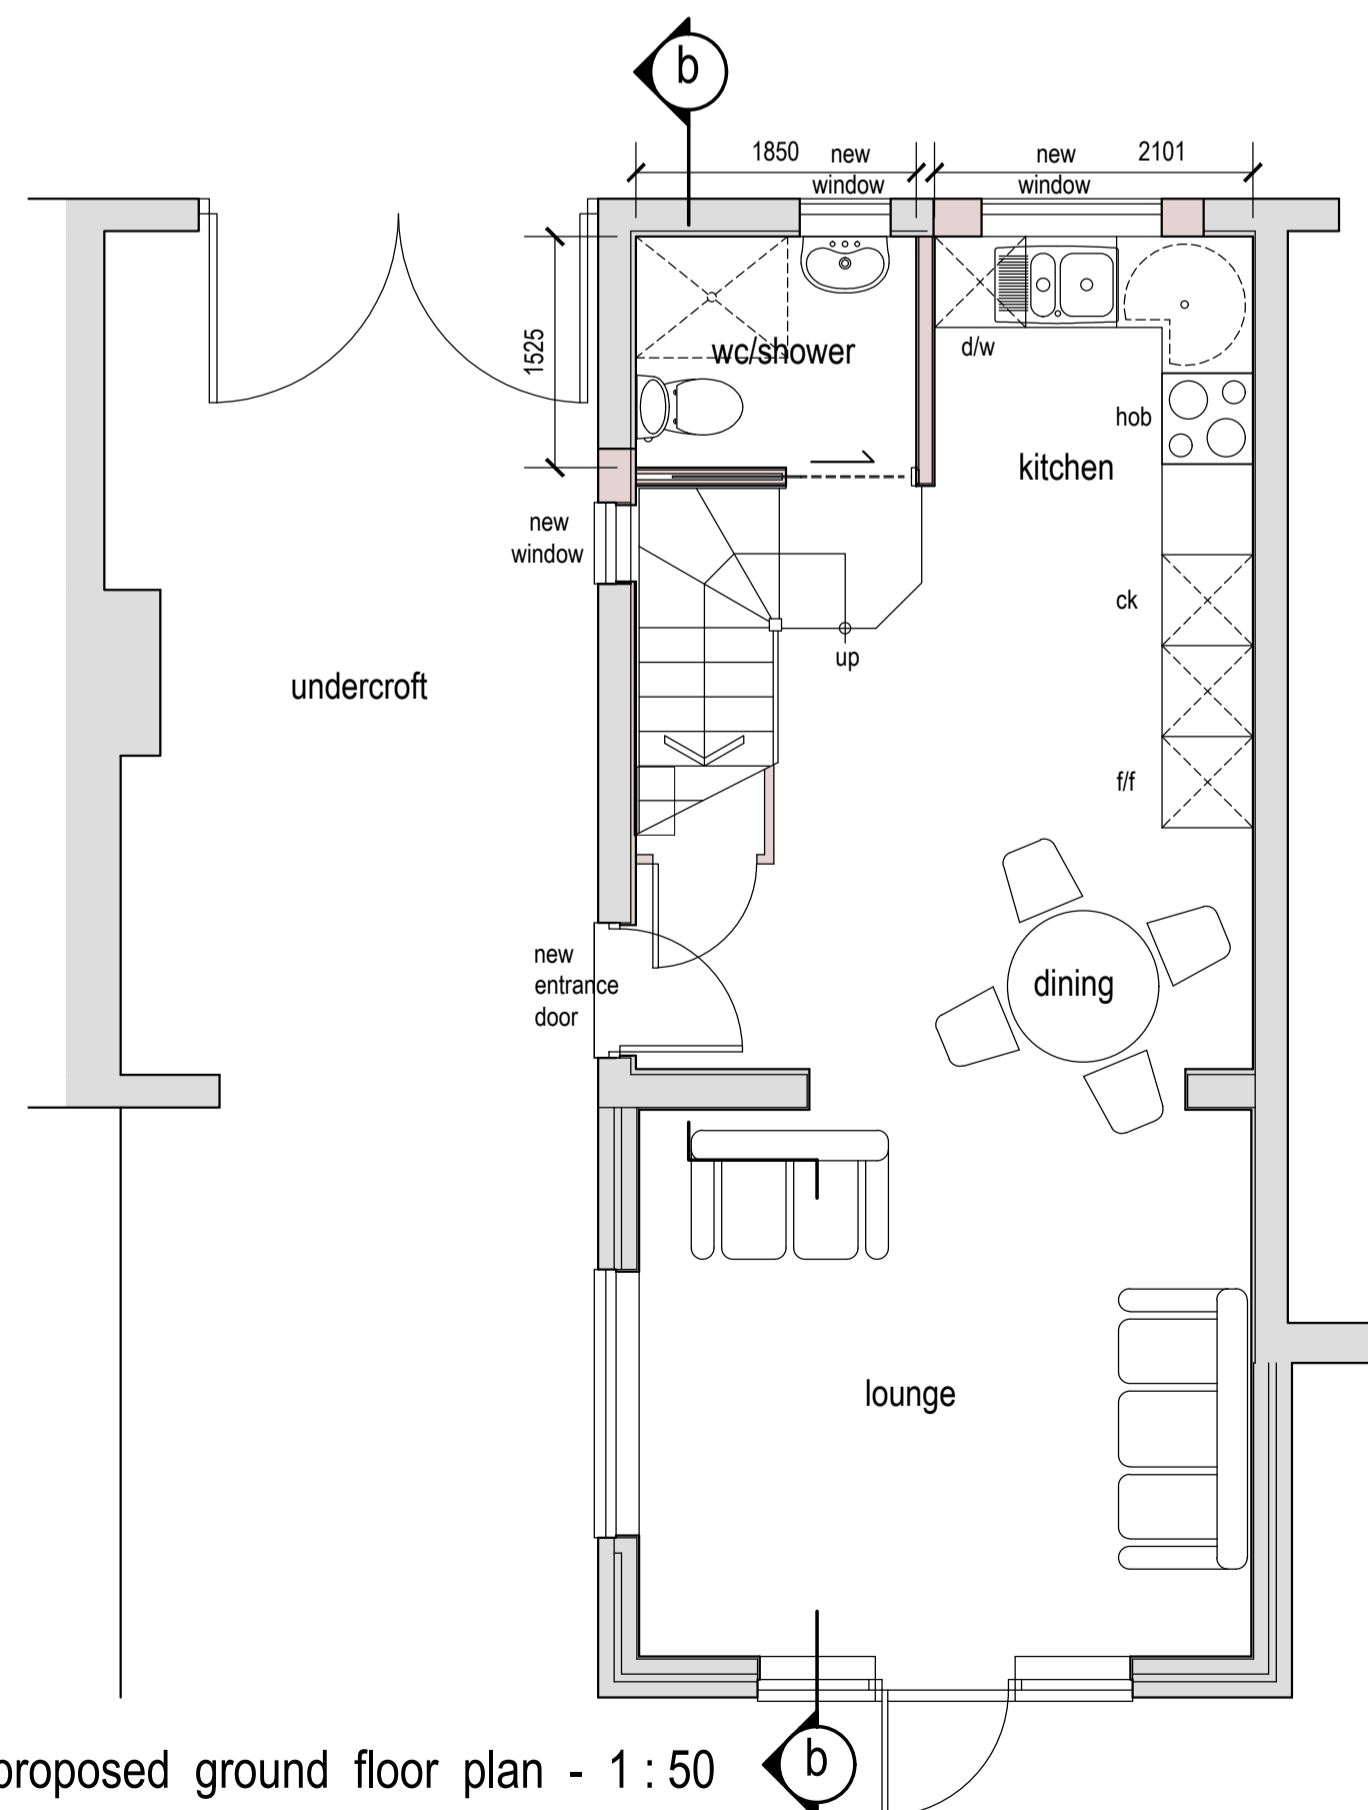 b
1850
new
window
new
window
2101
1525
wc/shower
d/w
hob
kitchen
new
window
ck
up
undercroft
f/f
new
entrance
door
dining
lounge
proposed ground floor plan - 1 : 50
b